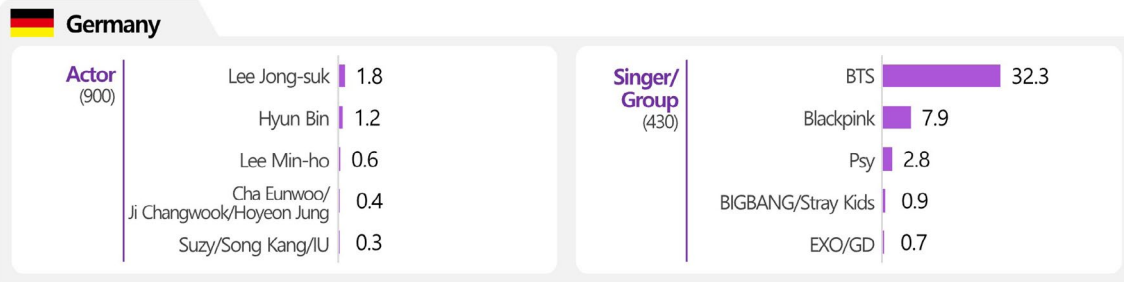 Germany
Actor
(900)
Lee Jong-suk 1.8
Hyun Bin 1.2
Lee Min-ho 0.6
Cha Eunwoo/
Ji Changwook/Hoyeon Jung 0.4
Suzy/Song Kang/IU 0.3
Singer/
Group
(430)
BTS 32.3
Blackpink 7.9
Psy 2.8
BIGBANG/Stray Kids 0.9
EXO/GD 0.7